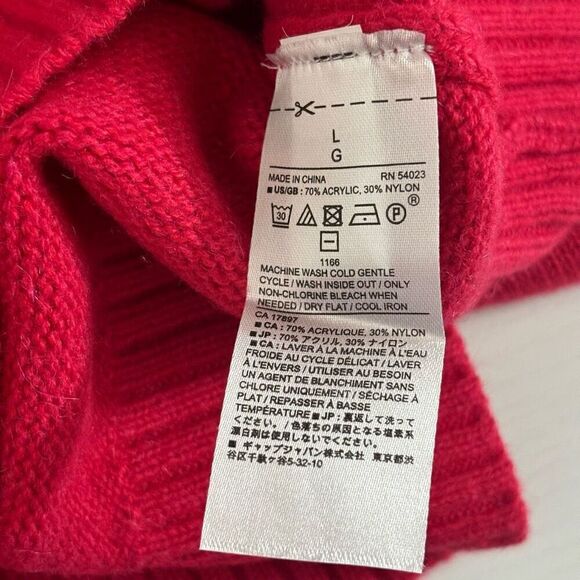 L
G
MADE IN CHINA RN 54023
■ US/GB : 70% ACRYLIC, 30% NYLON
30 P ®
1166
MACHINE WASH COLD GENTLE
CYCLE / WASH INSIDE OUT / ONLY
NON-CHLORINE BLEACH WHEN
NEEDED / DRY FLAT / COOL IRON
CA 17897
■ CA : 70% ACRYLIQUE, 30% NYLON
■ JP : 70% アクリル, 30% ナイロン
■ CA : LAVER À LA MACHINE À L'EAU
FROIDE AU CYCLE DÉLICAT / LAVER
À L'ENVERS / UTILISER AU BESOIN
UN AGENT DE BLANCHIMENT SANS
CHLORE UNIQUEMENT / SÉCHAGE À
PLAT / REPASSER À BASSE
TEMPÉRATURE ■ JP : 裏返して洗って
ください。/ 色落ちの原因となる塩素系
漂白剤は使用しないでください。
■ ギャップジャパン株式会社 東京都渋
谷区千駄ヶ谷5-32-10